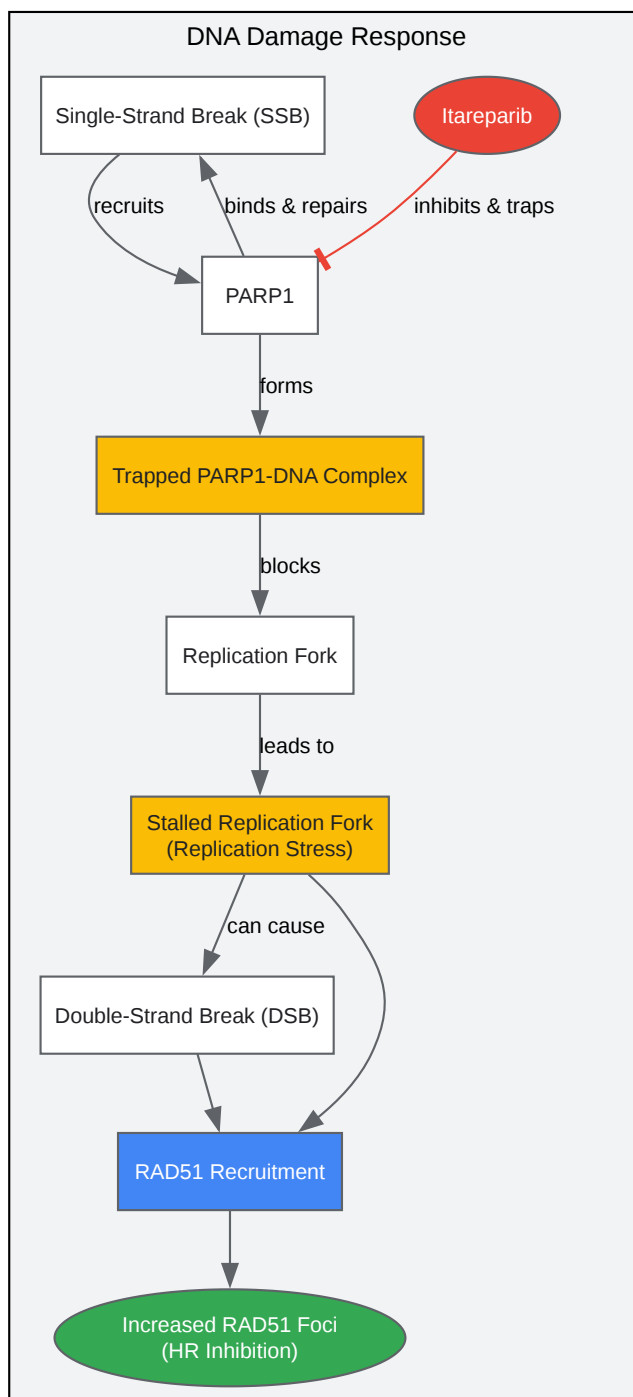 DNA Damage Response
Single-Strand Break (SSB)
Itareparib
recruits
binds & repairs
inhibits & traps
PARP1
forms
Trapped PARP1-DNA Complex
blocks
Replication Fork
leads to
Stalled Replication Fork
(Replication Stress)
can cause
Double-Strand Break (DSB)
RAD51 Recruitment
Increased RAD51 Foci
(HR Inhibition)